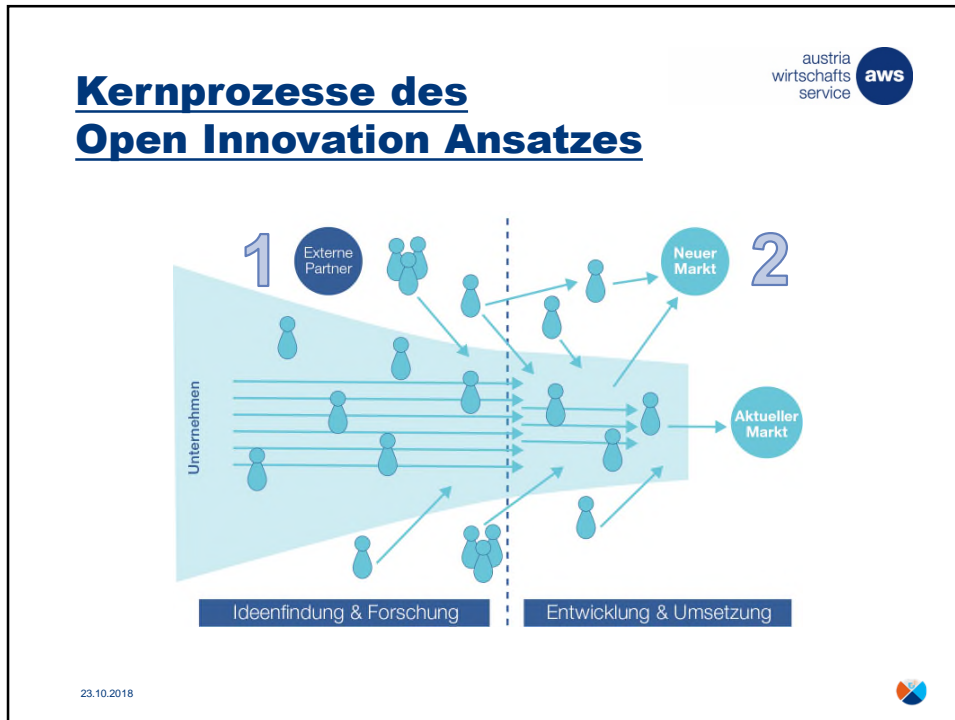 Kernprozesse des
Open Innovation Ansatzes
austria
wirtschafts
service
aws
1
Externe
Partner
Neuer
Markt
2
Unternehmen
Aktueller
Markt
Ideenfindung & Forschung
Entwicklung & Umsetzung
23.10.2018